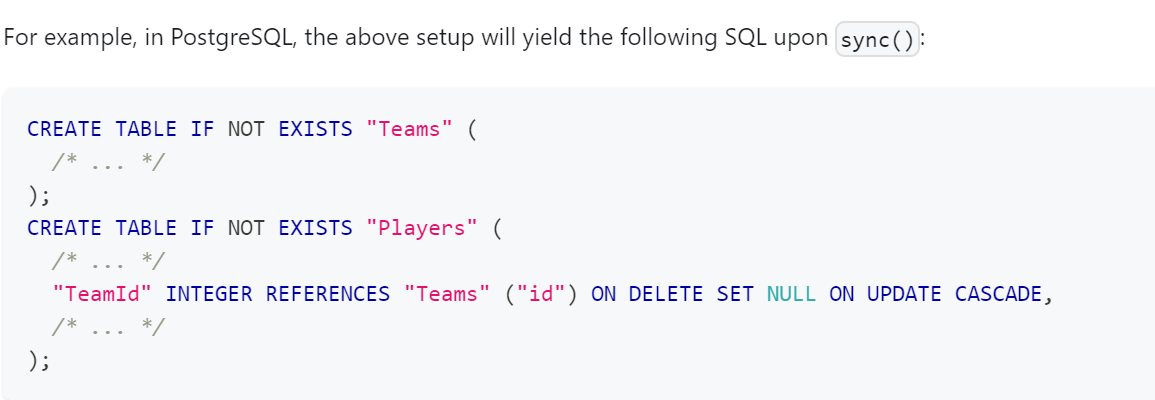 For example, in PostgreSQL, the above setup will yield the following SQL upon sync():
CREATE TABLE IF NOT EXISTS "Teams" (
  /* ... */
);
CREATE TABLE IF NOT EXISTS "Players" (
  /* ... */
  "TeamId" INTEGER REFERENCES "Teams" ("id") ON DELETE SET NULL ON UPDATE CASCADE,
  /* ... */
);